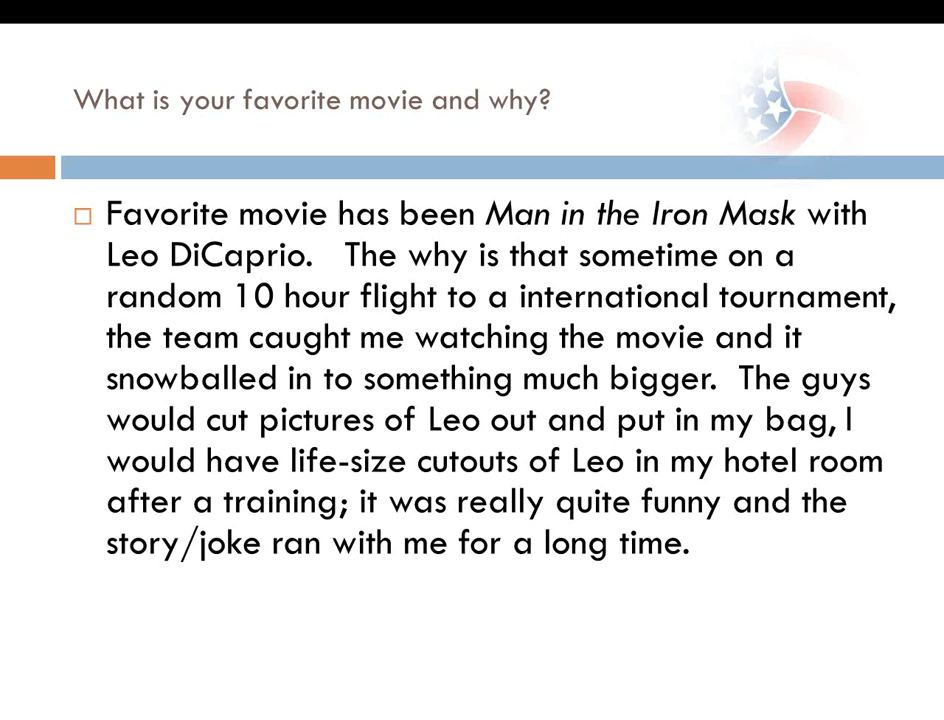 What is your favorite movie and why?
Favorite movie has been Man in the Iron Mask with
Leo DiCaprio.   The why is that sometime on a
random 10 hour flight to a international tournament,
the team caught me watching the movie and it
snowballed in to something much bigger.  The guys
would cut pictures of Leo out and put in my bag, I
would have life-size cutouts of Leo in my hotel room
after a training; it was really quite funny and the
story/joke ran with me for a long time.